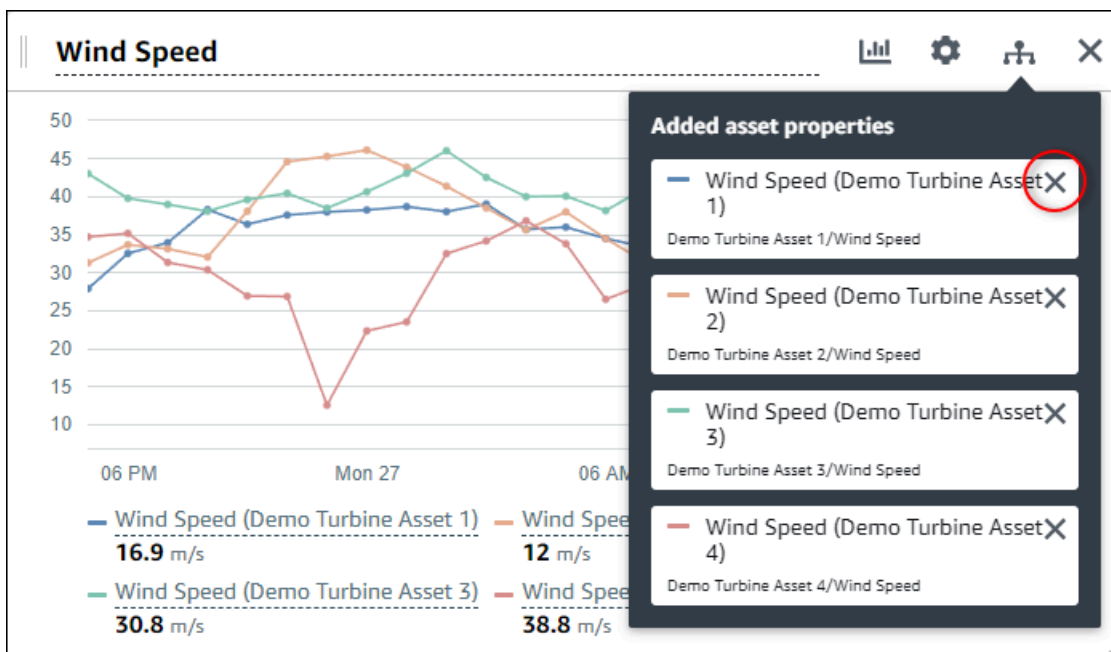 Wind Speed
Added asset properties
Wind Speed (Demo Turbine Asset
1)
Demo Turbine Asset 1/Wind Speed
Wind Speed (Demo Turbine Asset
2)
Demo Turbine Asset 2/Wind Speed
Wind Speed (Demo Turbine Asset
3)
Demo Turbine Asset 3/Wind Speed
Wind Speed (Demo Turbine Asset
4)
Demo Turbine Asset 4/Wind Speed
50
45
40
35
30
25
20
15
10
06 PM Mon 27 06 AM
Wind Speed (Demo Turbine Asset 1) Wind Spee
16.9 m/s 12 m/s
Wind Speed (Demo Turbine Asset 3) Wind Spee
30.8 m/s 38.8 m/s